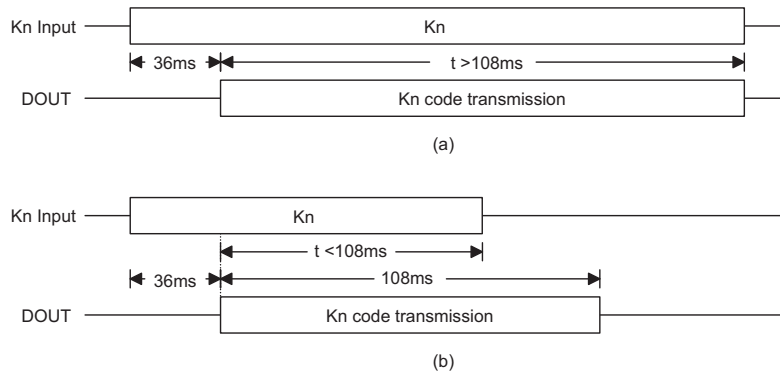 Kn Input
Kn
36ms
t >108ms
DOUT
Kn code transmission
(a)
Kn Input
Kn
t <108ms
36ms
108ms
DOUT
Kn code transmission
(b)